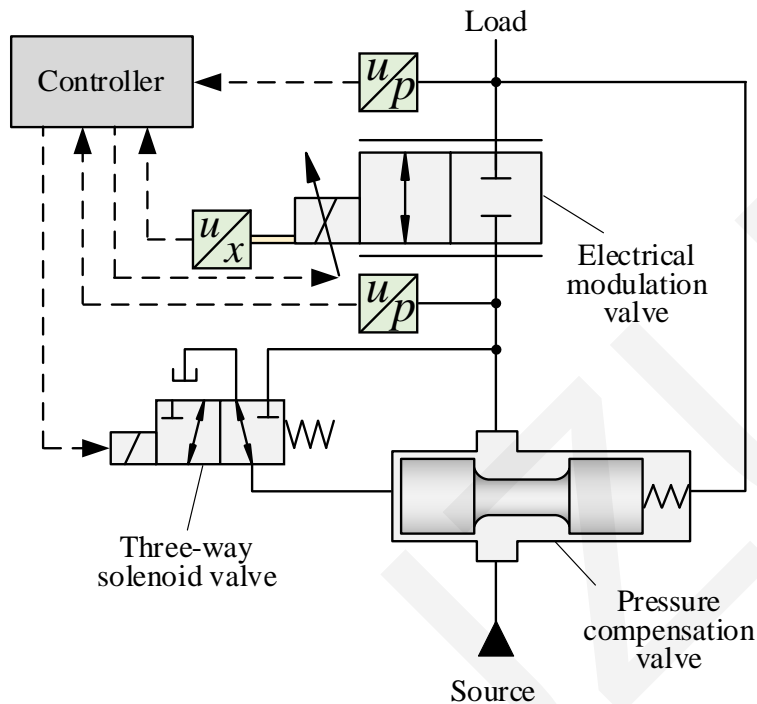 Load
Controller
u/p
u/x
Electrical
modulation
valve
u/p
Three-way
solenoid valve
Pressure
compensation
valve
Source